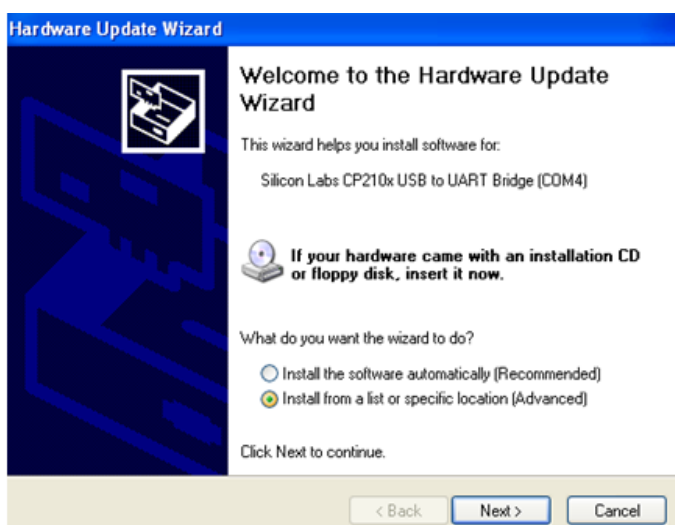 Hardware Update Wizard
Welcome to the Hardware Update
Wizard
This wizard helps you install software for:
Silicon Labs CP210x USB to UART Bridge (COM4)
If your hardware came with an installation CD
or floppy disk, insert it now.
What do you want the wizard to do?
Install the software automatically (Recommended)
Install from a list or specific location (Advanced)
Click Next to continue.
< Back
Next >
Cancel